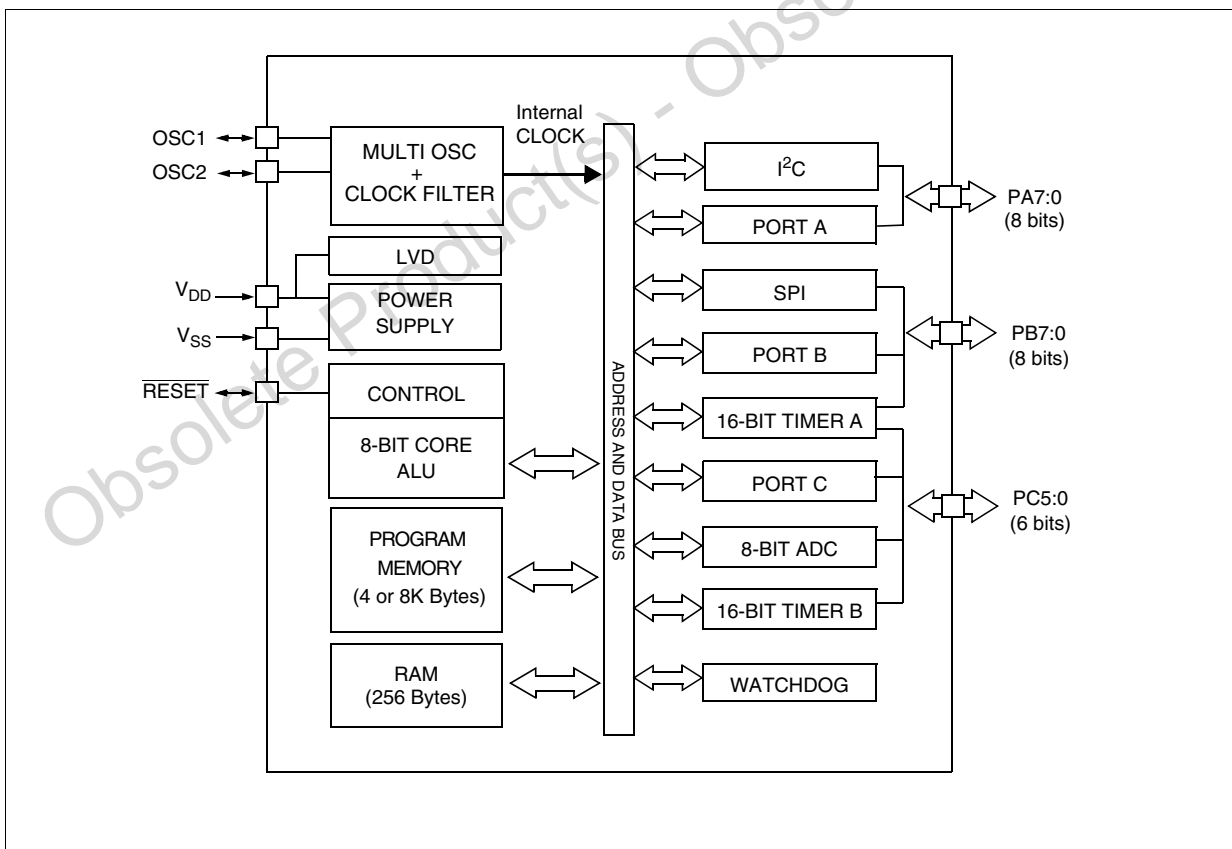 Obsolete Product(s) - Obsol
Internal
CLOCK
OSC1
OSC2
MULTI OSC
+
CLOCK FILTER
LVD
VDD
POWER
SUPPLY
VSS
RESET
CONTROL
8-BIT CORE
ALU
PROGRAM
MEMORY
(4 or 8K Bytes)
RAM
(256 Bytes)
ADDRESS AND DATA BUS
I²C
PORT A
PA7:0
(8 bits)
SPI
PORT B
PB7:0
(8 bits)
16-BIT TIMER A
PORT C
PC5:0
(6 bits)
8-BIT ADC
16-BIT TIMER B
WATCHDOG